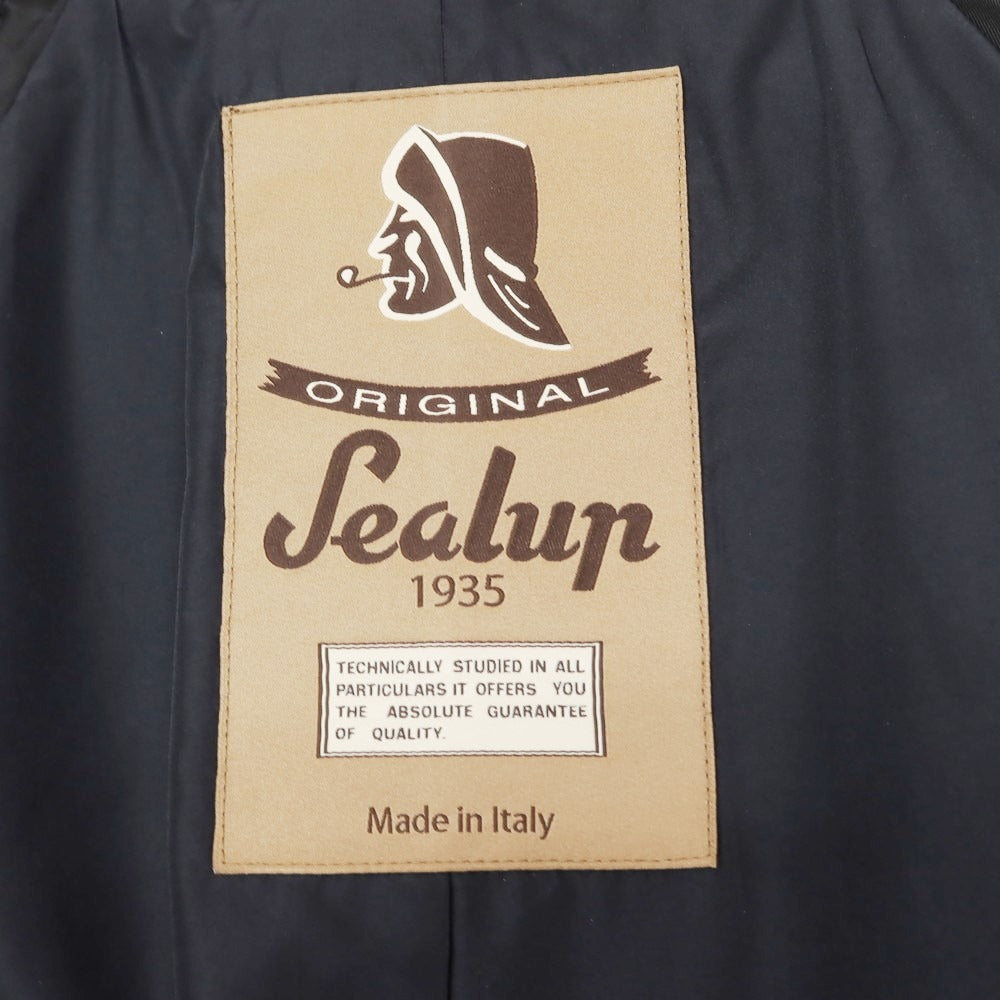 ORIGINAL
Sealup
1935
TECHNICALLY STUDIED IN ALL
PARTICULARS IT OFFERS YOU
THE ABSOLUTE GUARANTEE
OF QUALITY.
Made in Italy